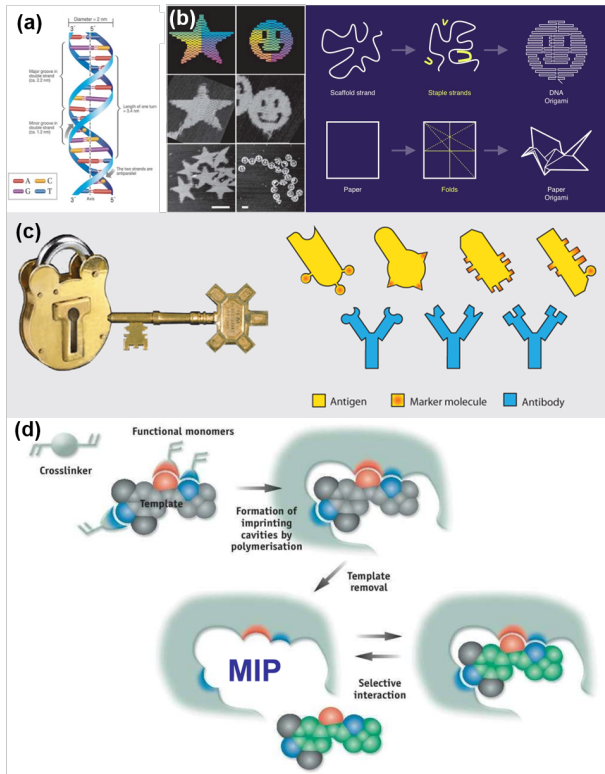 (a)
Diameter = 2 nm
3´ 5´
Major groove in
double strand
(ca. 2.2 nm)
Minor groove in
double strand
(ca. 1.2 nm)
Length of one turn
= 3.4 nm
The two strands are
antiparallel
A C
G T
3´ Axis 5´
(b)
Scaffold strand
Staple strands
DNA
Origami
Paper
Folds
Paper
Origami
(c)
Antigen
Marker molecule
Antibody
(d)
Functional monomers
Crosslinker
Template
Formation of
imprinting
cavities by
polymerisation
Template
removal
MIP
Selective
interaction